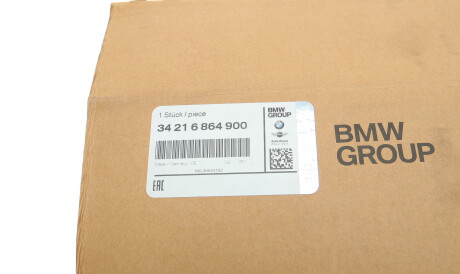 1 Stück / piece
34 21 6 864 900
BMW
GROUP
EAC
BMW
GROUP